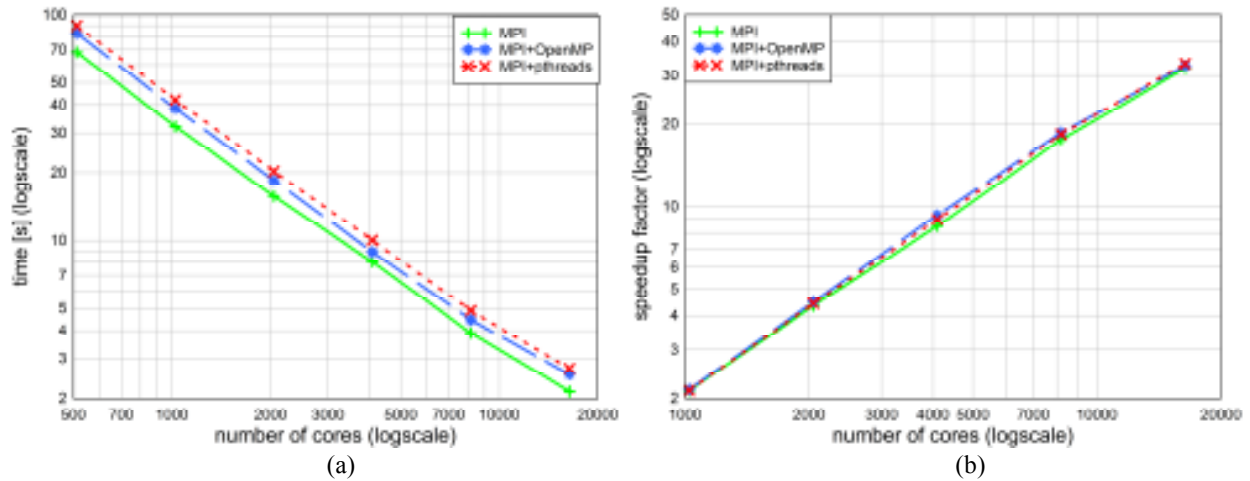 100
70
50
40
30
20
10
7
5
4
3
2
time [s] (logscale)
MPI
MPI+OpenMP
MPI+pthreads
500 700 1000 2000 3000 5000 7000 10000 20000
number of cores (logscale)
(a)
50
30
20
10
7
6
5
4
3
2
speedup factor (logscale)
MPI
MPI+OpenMP
MPI+pthreads
1000 2000 3000 4000 5000 7000 10000 20000
number of cores (logscale)
(b)